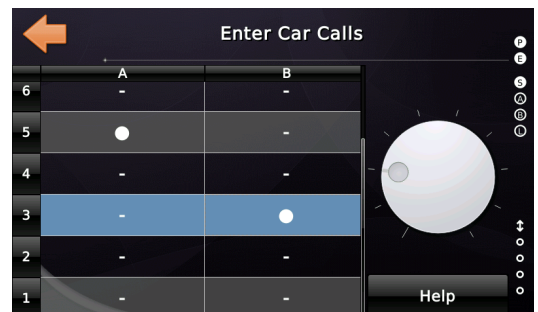 Enter Car Calls
P
E
S
A
B
L
A B
6 - -
5 -
4 - -
3 -
2 - -
1 - -
Help